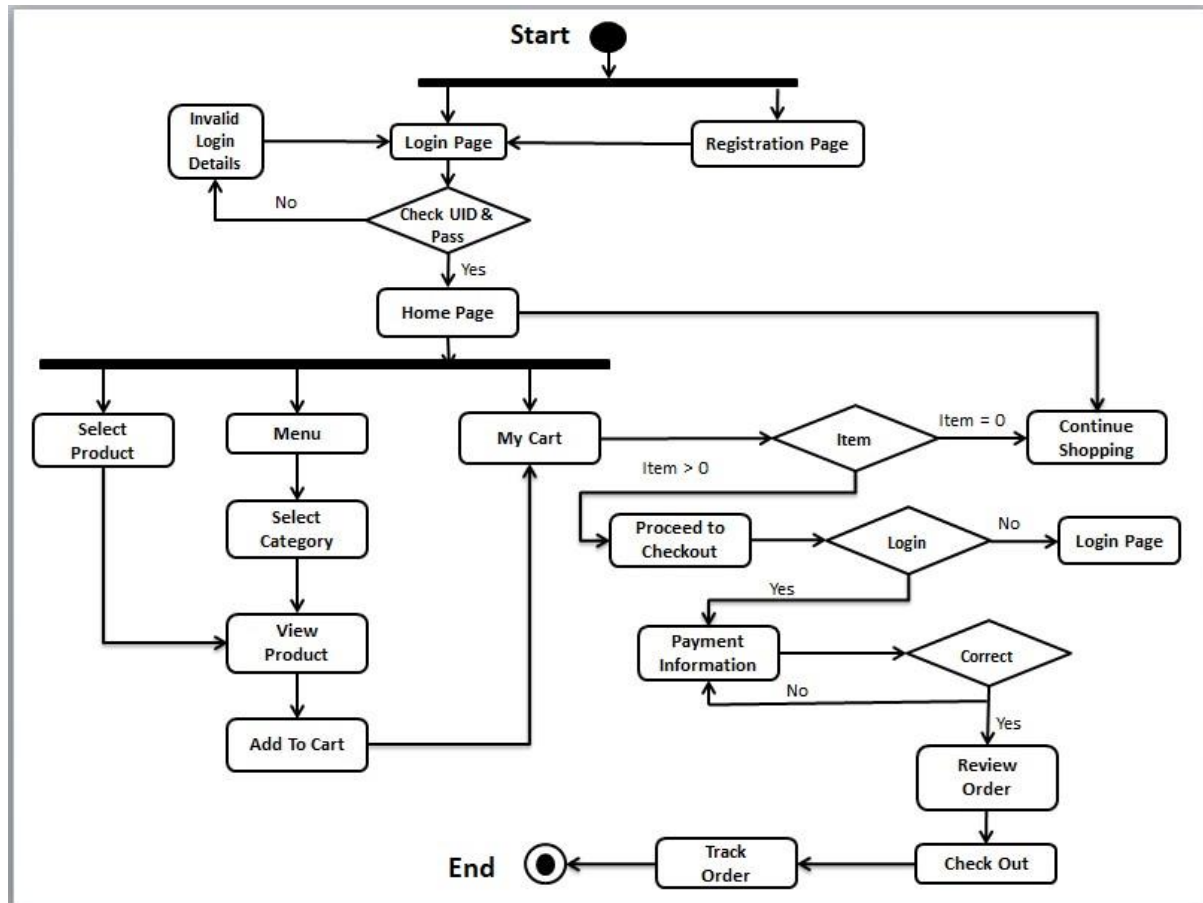 Start
Invalid
Login
Details
Login Page
Registration Page
No
Check UID &
Pass
Yes
Home Page
Select
Product
Menu
My Cart
Item
Item = 0
Continue
Shopping
Item > 0
Select
Category
Proceed to
Checkout
Login
No
Login Page
Yes
View
Product
Payment
Information
Correct
No
Yes
Add To Cart
Review
Order
End
Track
Order
Check Out